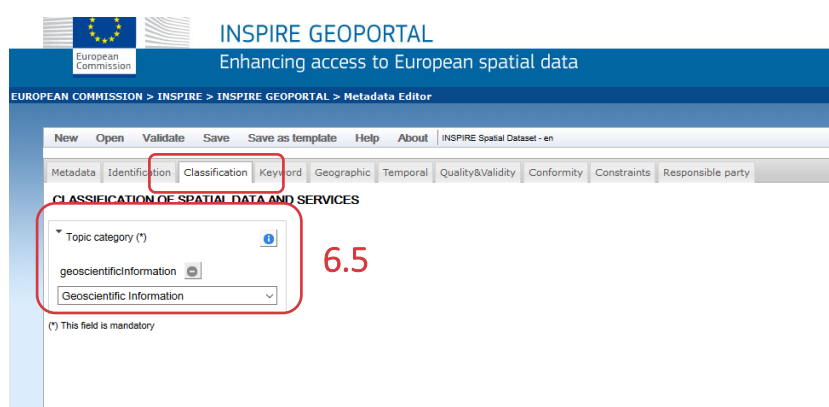 INSPIRE GEOPORTAL
European
Commission
Enhancing access to European spatial data
EUROPEAN COMMISSION > INSPIRE > INSPIRE GEOPORTAL > Metadata Editor
New Open Validate Save Save as template Help About INSPIRE Spatial Dataset - en
Metadata Identification Classification Keyword Geographic Temporal Quality&Validity Conformity Constraints Responsible party
CLASSIFICATION OF SPATIAL DATA AND SERVICES
Topic category (*)
6.5
geoscientificInformation
Geoscientific Information
(*) This field is mandatory